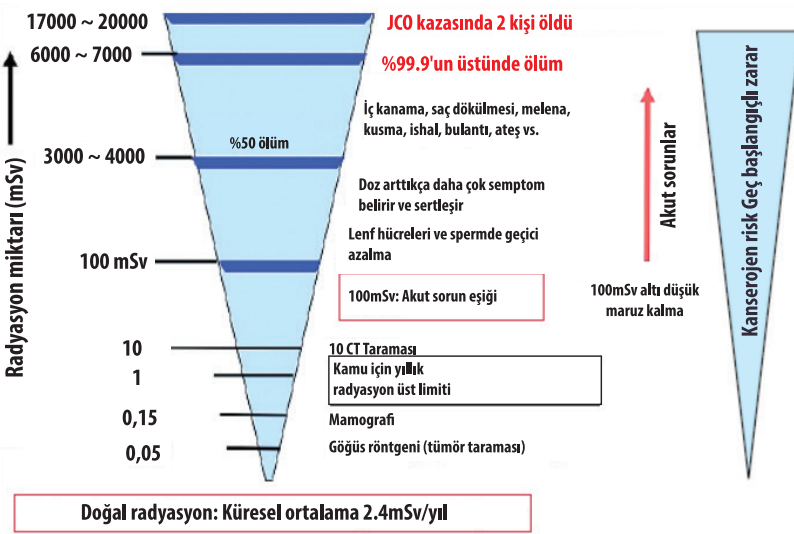 17000 ~ 20000
JCO kazasında 2 kişi öldü
6000 ~ 7000
%99.9'un üstünde ölüm
İç kanama, saç dökülmesi, melena,
kusma, ishal, bulantı, ateş vs.
%50 ölüm
3000 ~ 4000
Doz arttıkça daha çok semptom
belirir ve sertleşir
Lenf hücreleri ve spermde geçici
azalma
100 mSv
100mSv: Akut sorun eşiği
10
10 CT Taraması
1
Kamu için yıllık
radyasyon üst limiti
0,15
Mamografi
0,05
Göğüs röntgeni (tümör taraması)
Radyasyon miktarı (mSv)
Akut sorunlar
100mSv altı düşük
maruz kalma
Kanserojen risk Geç başlangıçlı zarar
Doğal radyasyon: Küresel ortalama 2.4mSv/yıl